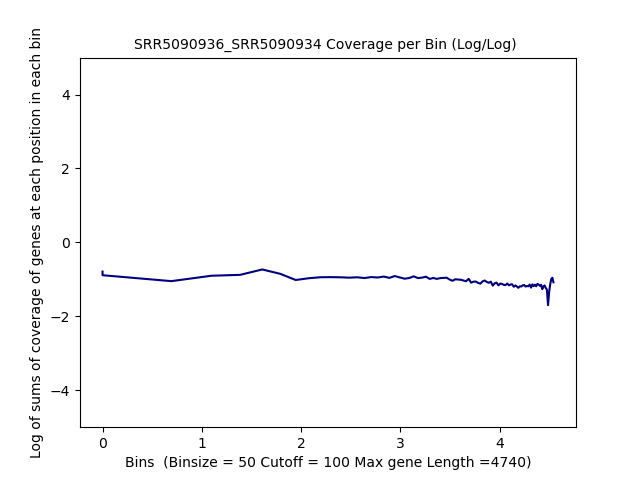 SRR5090936_SRR5090934 Coverage per Bin (Log/Log)
Log of sums of coverage of genes at each position in each bin
4
2
0
−2
−4
0 1 2 3 4
Bins  (Binsize = 50 Cutoff = 100 Max gene Length =4740)